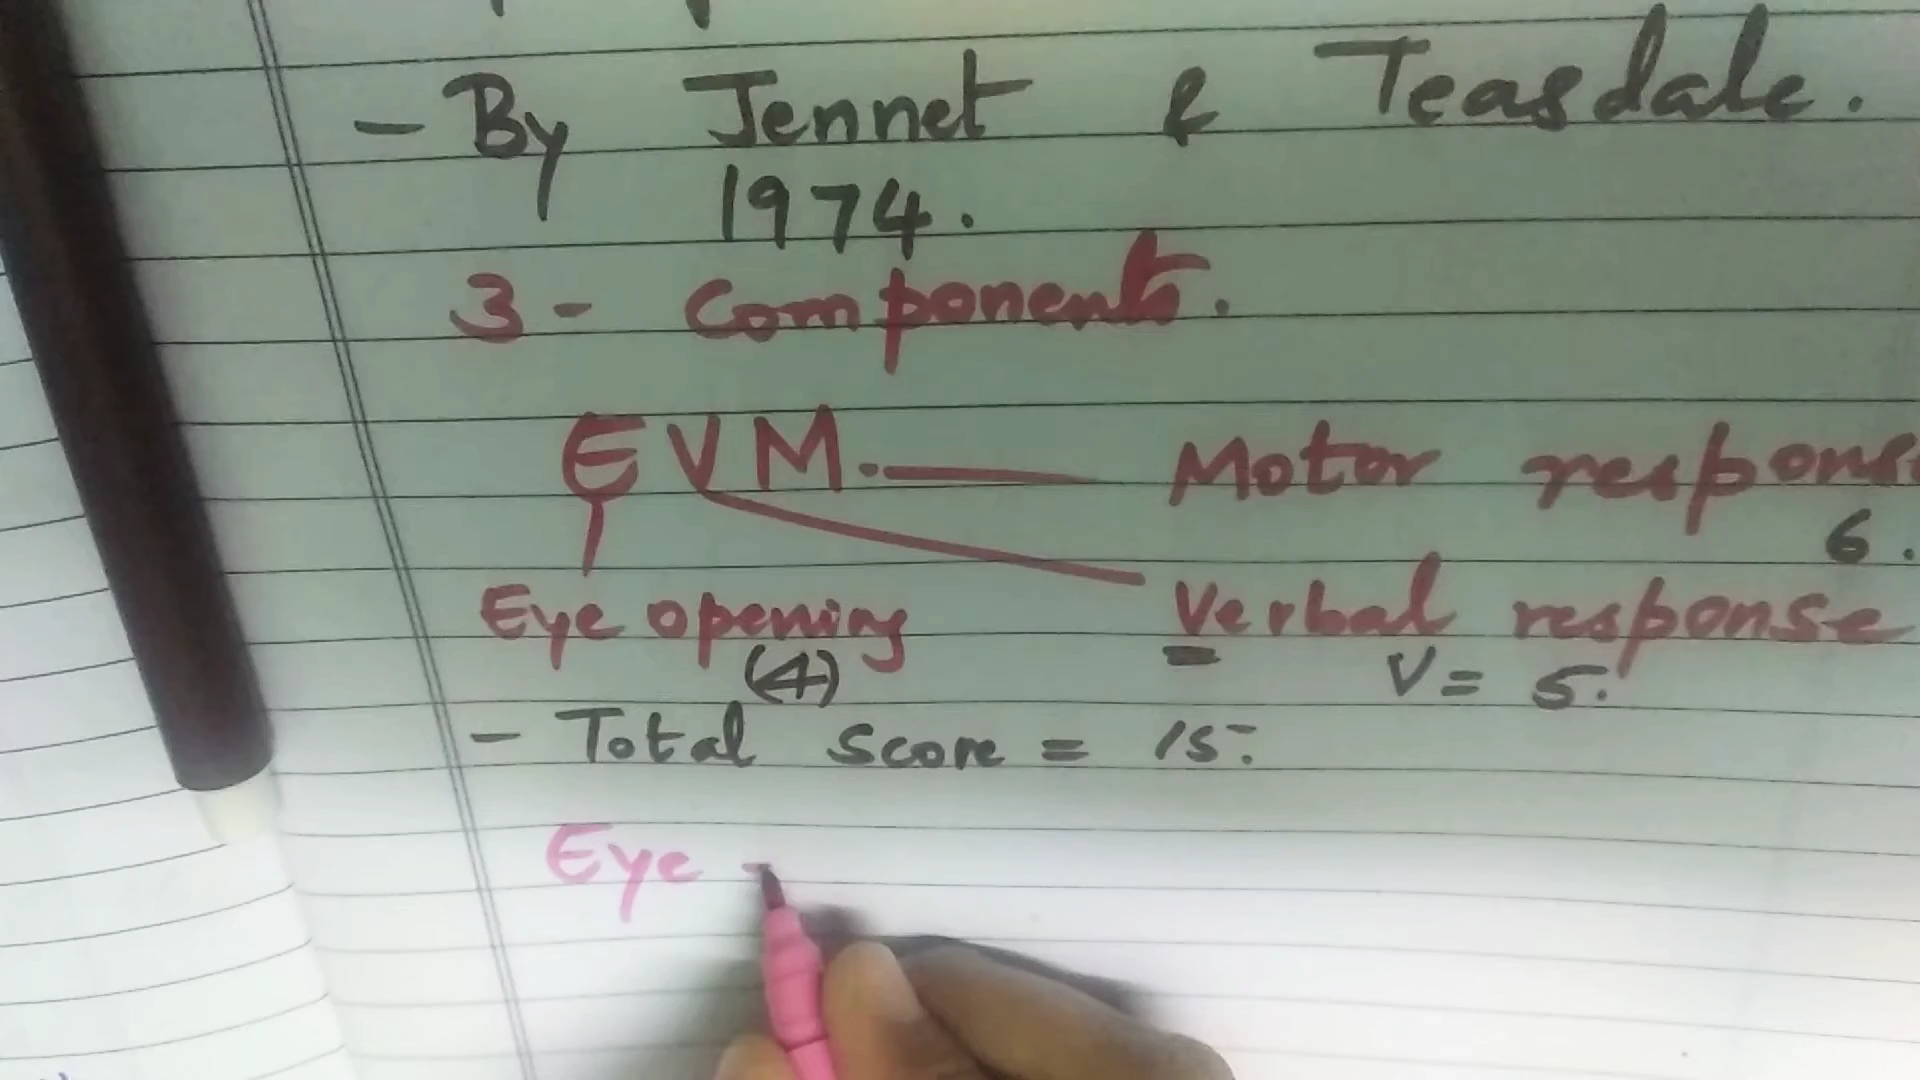 - By Jennet & Teasdale.
1974.
3 - Components.
EVM. Motor respons
6.
Eye opening Verbal response
(4) V = 5.
- Total score = 15.
Eye -